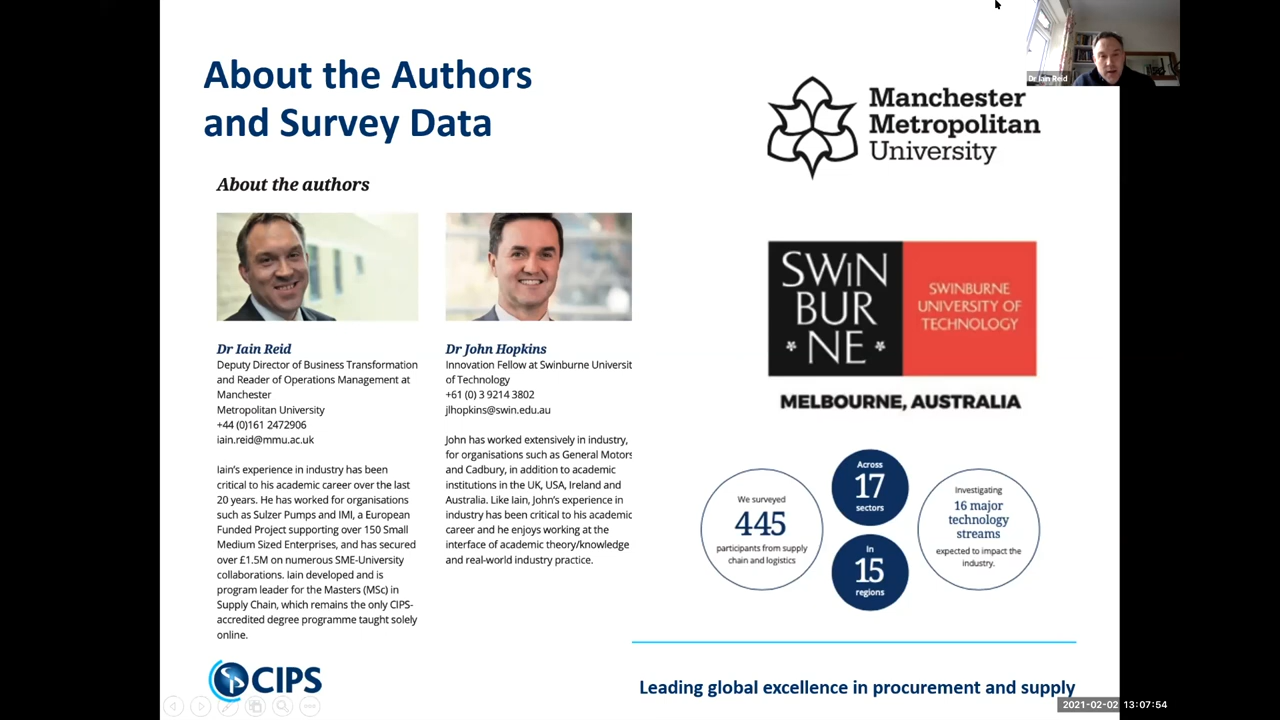 About the Authors
and Survey Data
About the authors
Dr Iain Reid
Deputy Director of Business Transformation
and Reader of Operations Management at
Manchester
Metropolitan University
+44 (0)161 2472906
iain.reid@mmu.ac.uk
Iain's experience in industry has been
critical to his academic career over the last
20 years. He has worked for organisations
such as Sulzer Pumps and IMI, a European
Funded Project supporting over 150 Small
Medium Sized Enterprises, and has secured
over £1.5M on numerous SME-University
collaborations. Iain developed and is
program leader for the Masters (MSc) in
Supply Chain, which remains the only CIPS-
accredited degree programme taught solely
online.
Dr John Hopkins
Innovation Fellow at Swinburne Universit
of Technology
+61 (0) 3 9214 3802
jlhopkins@swin.edu.au
John has worked extensively in industry,
for organisations such as General Motors
and Cadbury, in addition to academic
institutions in the UK, USA, Ireland and
Australia. Like Iain, John's experience in
industry has been critical to his academic
career and he enjoys working at the
interface of academic theory/knowledge
and real-world industry practice.
Dr Iain Reid
Manchester
Metropolitan
University
SWIN
BUR
NE
SWINBURNE
UNIVERSITY OF
TECHNOLOGY
MELBOURNE, AUSTRALIA
We surveyed
445
participants from supply
chain and logistics
Across
17
sectors
In
15
regions
Investigating
16 major
technology
streams
expected to impact the
industry.
CIPS
Leading global excellence in procurement and supply
2021-02-02 13:07:54